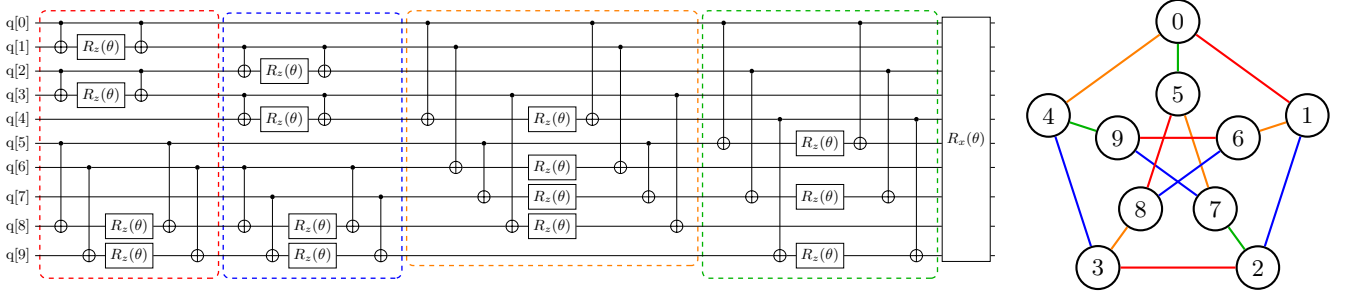 q[0]
q[1] R_z(θ)
q[2] R_z(θ)
q[3] R_z(θ)
q[4] R_z(θ) R_z(θ)
q[5] R_z(θ) R_x(θ)
q[6] R_z(θ)
q[7] R_z(θ) R_z(θ)
q[8] R_z(θ) R_z(θ) R_z(θ)
q[9] R_z(θ) R_z(θ) R_z(θ)
0
5
4 1
9 6
8 7
3 2